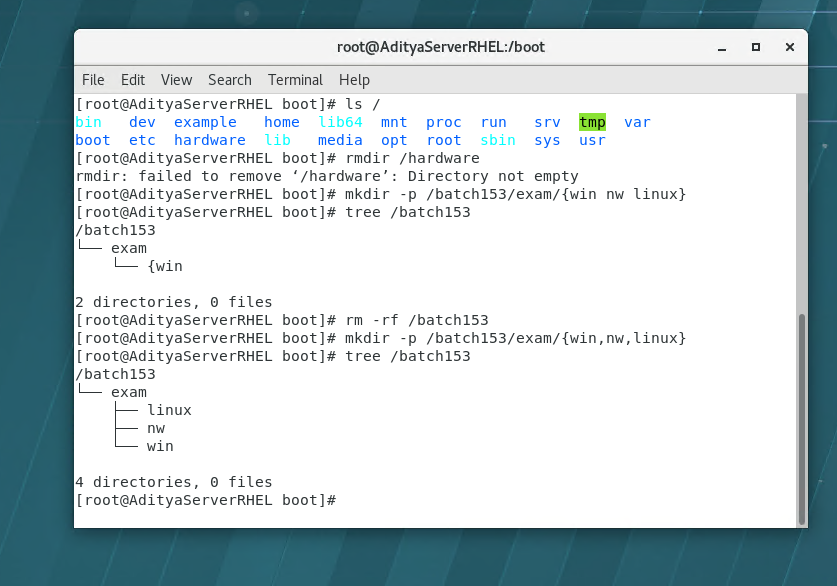 root@AdityaServerRHEL:/boot
File Edit View Search Terminal Help
[root@AdityaServerRHEL boot]# ls /
bin   dev  example   home  lib64  mnt  proc  run   srv  tmp  var
boot  etc  hardware  lib   media  opt  root  sbin  sys  usr
[root@AdityaServerRHEL boot]# rmdir /hardware
rmdir: failed to remove ‘/hardware’: Directory not empty
[root@AdityaServerRHEL boot]# mkdir -p /batch153/exam/{win nw linux}
[root@AdityaServerRHEL boot]# tree /batch153
/batch153
└── exam
    └── {win
2 directories, 0 files
[root@AdityaServerRHEL boot]# rm -rf /batch153
[root@AdityaServerRHEL boot]# mkdir -p /batch153/exam/{win,nw,linux}
[root@AdityaServerRHEL boot]# tree /batch153
/batch153
└── exam
    ├── linux
    ├── nw
    └── win
4 directories, 0 files
[root@AdityaServerRHEL boot]#